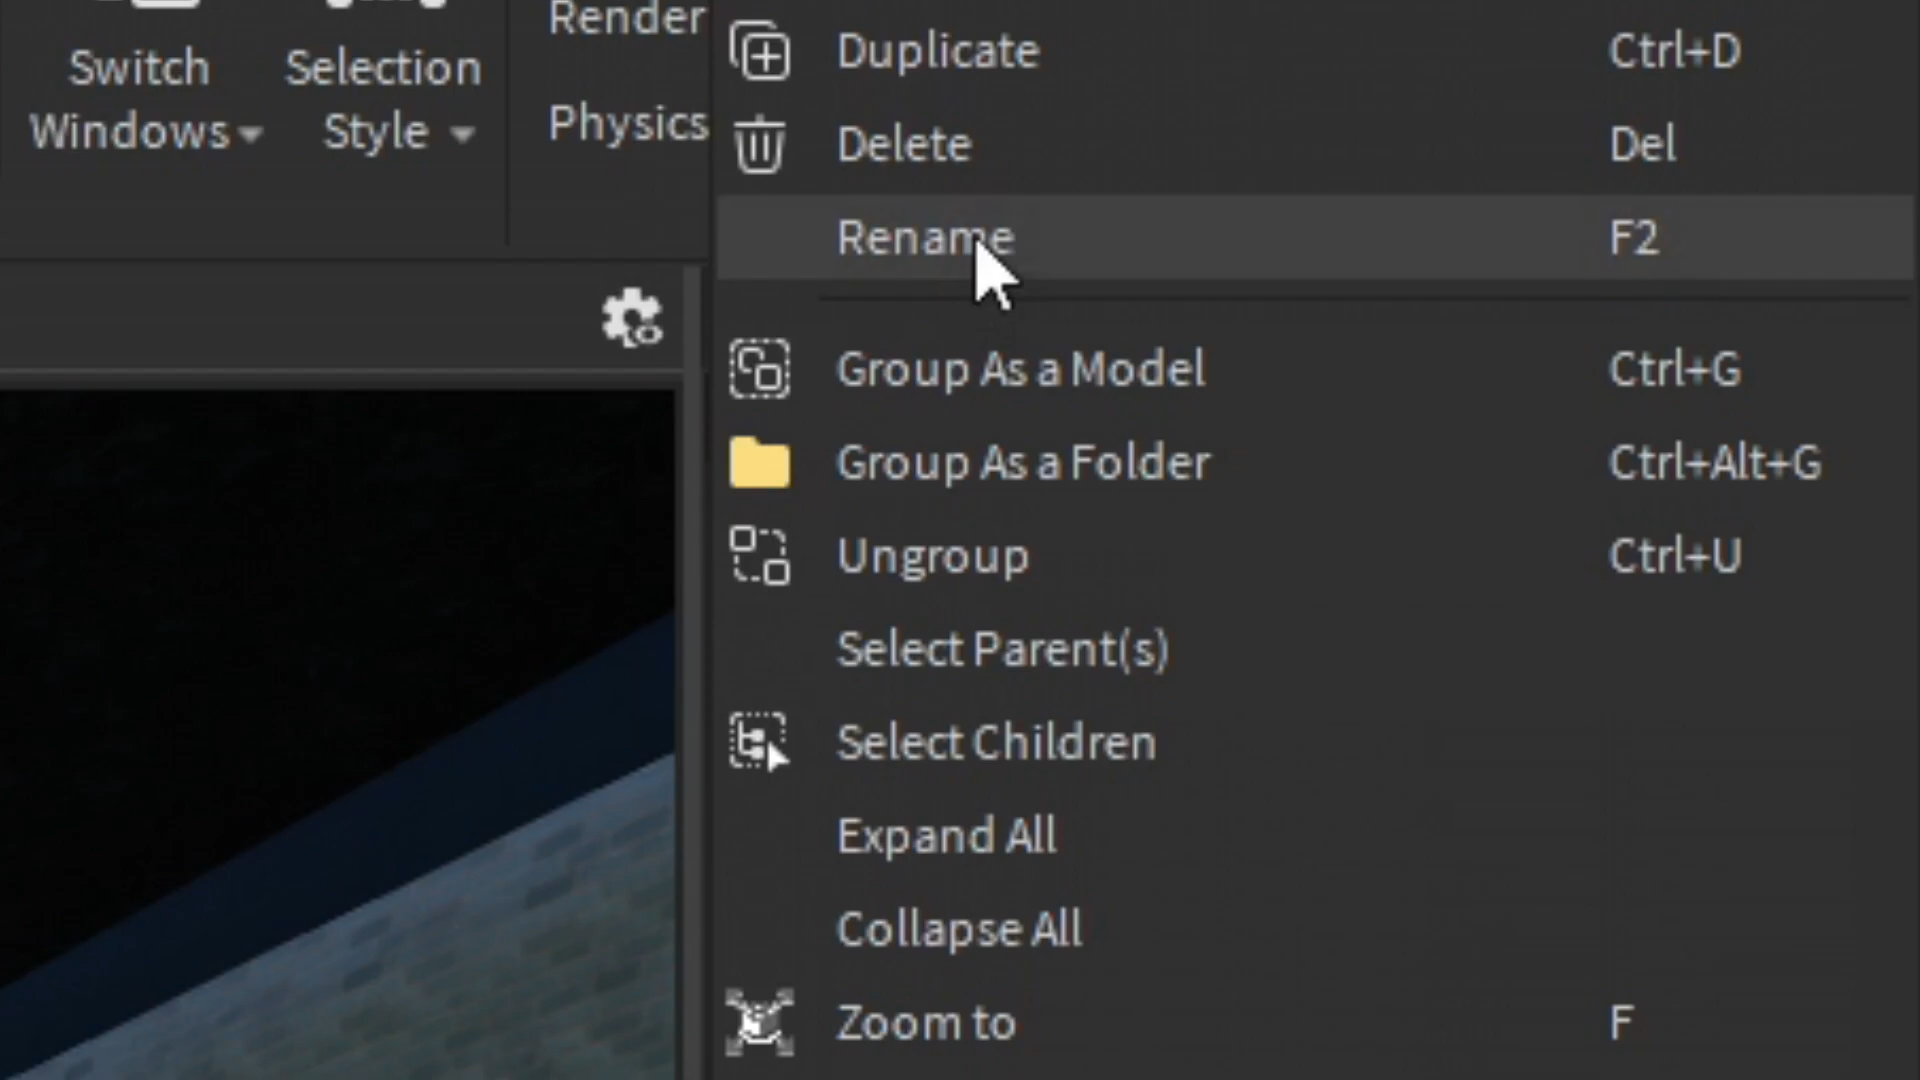 Switch
Windows
Selection
Style
Render
Physics
Duplicate Ctrl+D
Delete Del
Rename F2
Group As a Model Ctrl+G
Group As a Folder Ctrl+Alt+G
Ungroup Ctrl+U
Select Parent(s)
Select Children
Expand All
Collapse All
Zoom to F